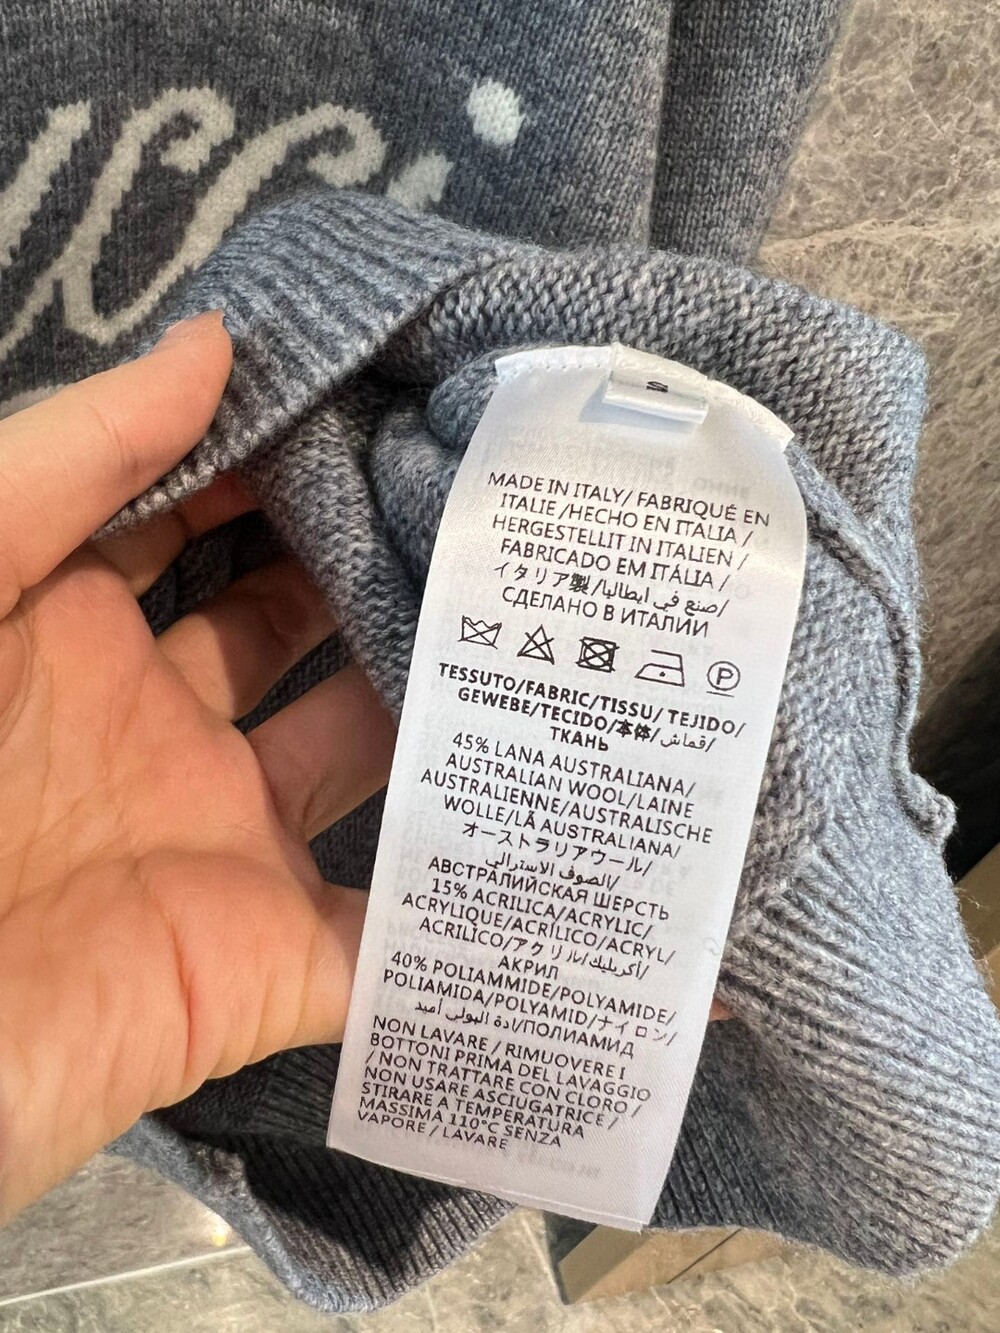 cci
MADE IN ITALY/ FABRIQUÉ EN
ITALIE /HECHO EN ITALIA /
HERGESTELLIT IN ITALIEN /
FABRICADO EM ITÁLIA /
イタリア製/صنع في ايطاليا/
СДЕЛАНО В ИТАЛИИ
P
TESSUTO/FABRIC/TISSU/ TEJIDO/
GEWEBE/TECIDO/本体/قماش/
ТКАНЬ
45% LANA AUSTRALIANA/
AUSTRALIAN WOOL/LAINE
AUSTRALIENNE/AUSTRALISCHE
WOLLE/LÃ AUSTRALIANA/
オーストラリアウール/
الصوف الاسترالي/
АВСТРАЛИЙСКАЯ ШЕРСТЬ
15% ACRILICA/ACRYLIC/
ACRYLIQUE/ACRÍLICO/ACRYL/
ACRILICO/アクリル/أكريليك/
АКРИЛ
40% POLIAMMIDE/POLYAMIDE/
POLIAMIDA/POLYAMID/ナイロン/
ادة البولي أميد/ПОЛИАМИД
NON LAVARE / RIMUOVERE I
BOTTONI PRIMA DEL LAVAGGIO
/ NON TRATTARE CON CLORO /
NON USARE ASCIUGATRICE /
STIRARE A TEMPERATURA
MASSIMA 110°C SENZA
VAPORE / LAVARE